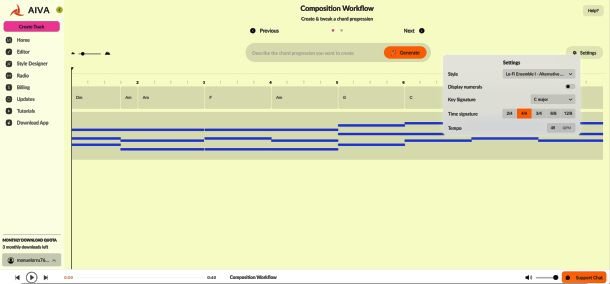 AIVA
Create Track
Home
Editor
Style Designer
Radio
Billing
Updates
Tutorials
Download App
MONTHLY DOWNLOAD QUOTA
3 monthly downloads left
Composition Workflow
Create & tweak a chord progression
Previous
Next
Help?
Describe the chord progression you want to create.
Generate
Settings
1 2 3 4 5 6
Dm Am Am F Am G C
Settings
Style Lo-Fi Ensemble I - Alternative ...
Display numerals
Key Signature C major
Time signature 2/4 4/4 3/4 6/8 12/8
Tempo BPM
0:00
0:40
Composition Workflow
Support Chat